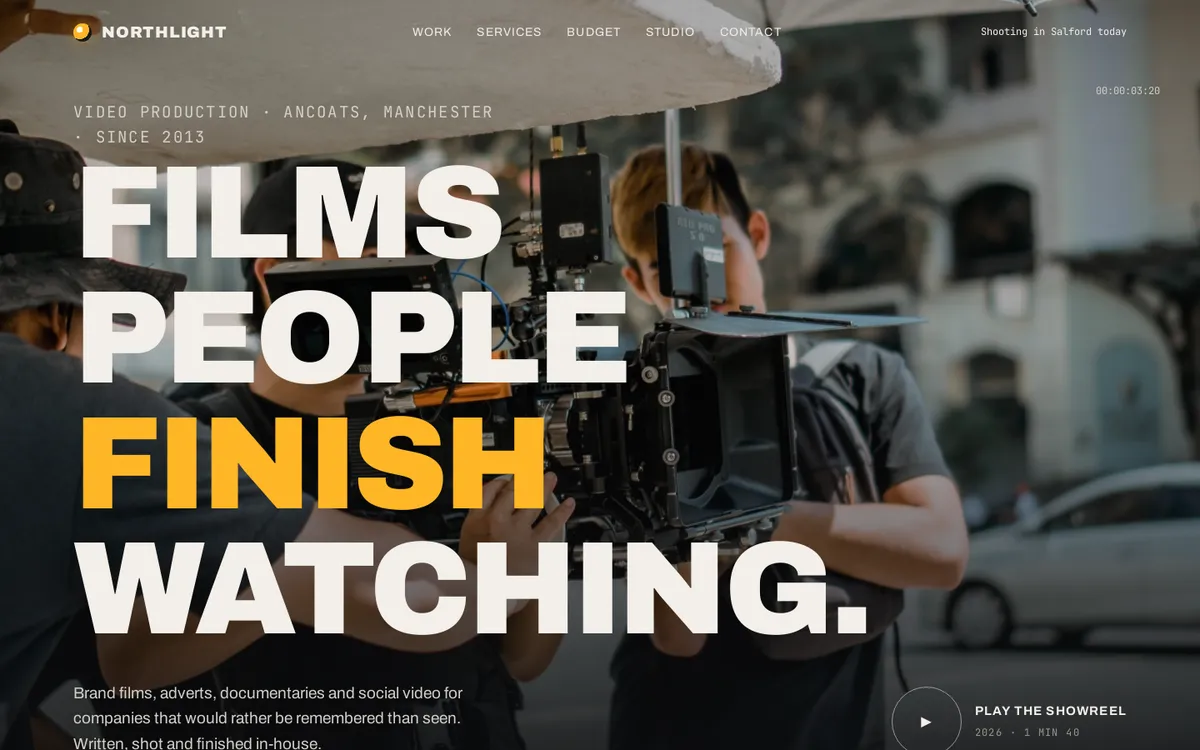 NORTHLIGHT
WORK SERVICES BUDGET STUDIO CONTACT
Shooting in Salford today
00:00:03:20
VIDEO PRODUCTION · ANCOATS, MANCHESTER
· SINCE 2013
FILMS
PEOPLE
FINISH
WATCHING.
Brand films, adverts, documentaries and social video for
companies that would rather be remembered than seen.
Written, shot and finished in-house.
PLAY THE SHOWREEL
2026 · 1 MIN 40